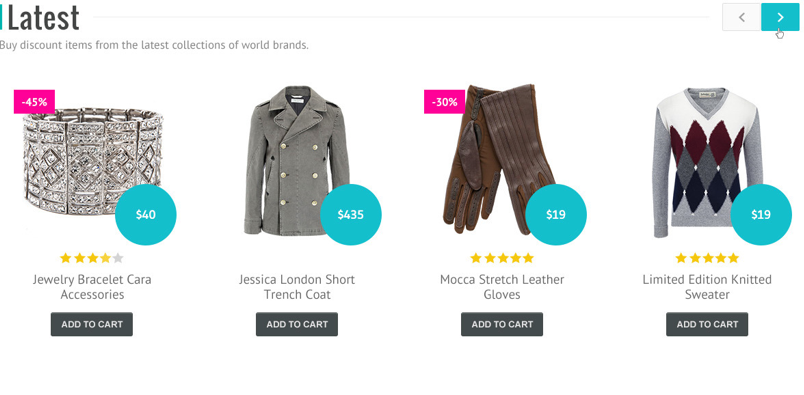 Latest
Buy discount items from the latest collections of world brands.
-45%
$40
$435
-30%
$19
$19
Jewelry Bracelet Cara
Accessories
Jessica London Short
Trench Coat
Mocca Stretch Leather
Gloves
Limited Edition Knitted
Sweater
ADD TO CART
ADD TO CART
ADD TO CART
ADD TO CART